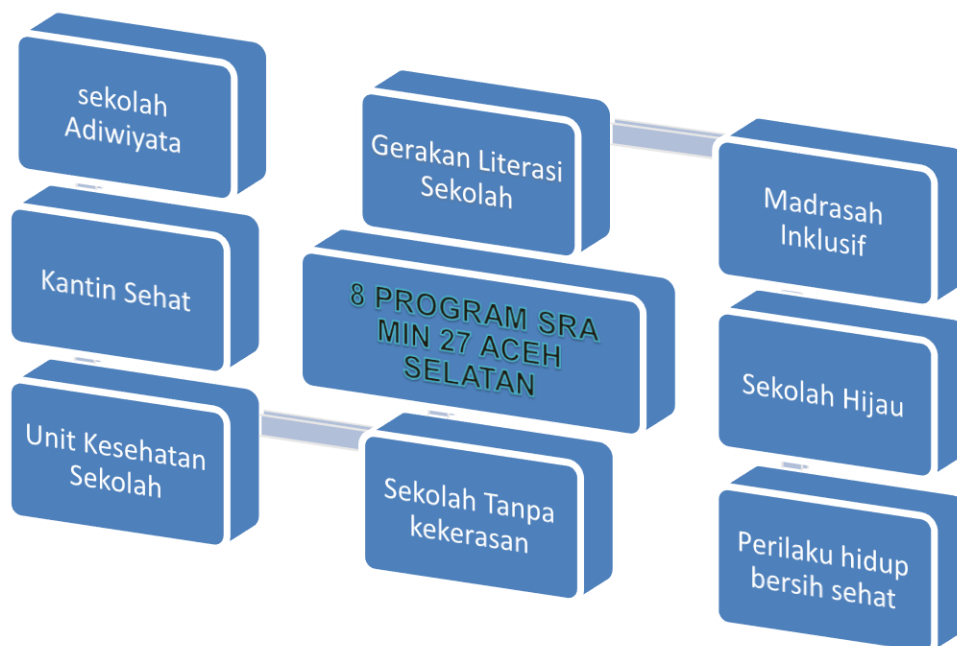 sekolah
Adiwiyata
Kantin Sehat
Unit Kesehatan
Sekolah
Sekolah Tanpa
kekerasan
8 PROGRAM SRA
MIN 27 ACEH
SELATAN
Gerakan Literasi
Sekolah
Madrasah
Inklusif
Sekolah Hijau
Perilaku hidup
bersih sehat